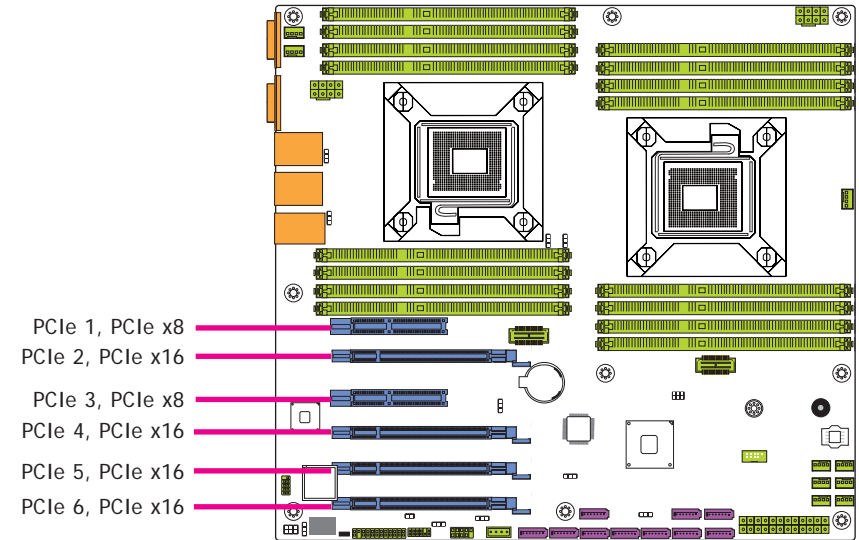 PCIe 1, PCIe x8
PCIe 2, PCIe x16
PCIe 3, PCIe x8
PCIe 4, PCIe x16
PCIe 5, PCIe x16
PCIe 6, PCIe x16